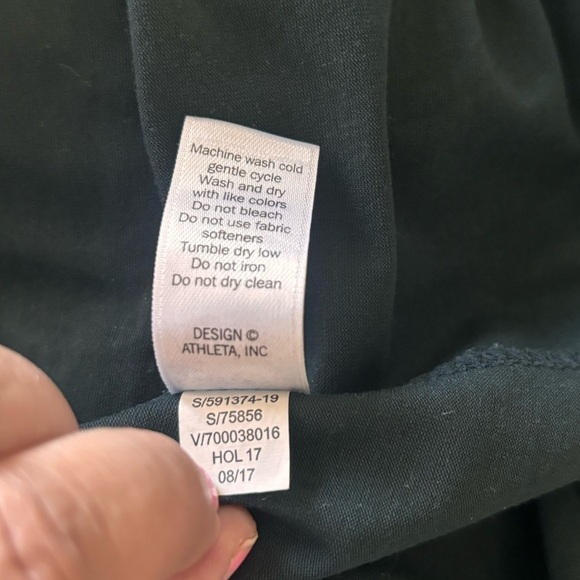 Machine wash cold
gentle cycle
Wash and dry
with like colors
Do not bleach
Do not use fabric
softeners
Tumble dry low
Do not iron
Do not dry clean
DESIGN ©
ATHLETA, INC
S/591374-19
S/75856
V/700038016
HOL 17
08/17